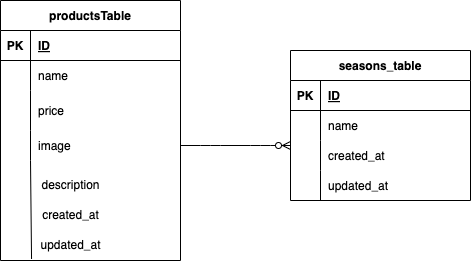 productsTable
PK ID
name
price
image
description
created_at
updated_at
seasons_table
PK ID
name
created_at
updated_at